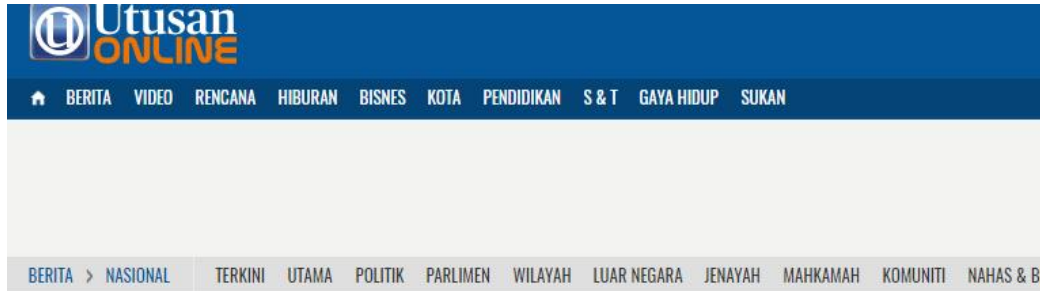 Utusan
ONLINE
BERITA VIDEO RENCANA HIBURAN BISNES KOTA PENDIDIKAN S & T GAYA HIDUP SUKAN
BERITA > NASIONAL TERKINI UTAMA POLITIK PARLIMEN WILAYAH LUAR NEGARA JENAYAH MAHKAMAH KOMUNITI NAHAS & B